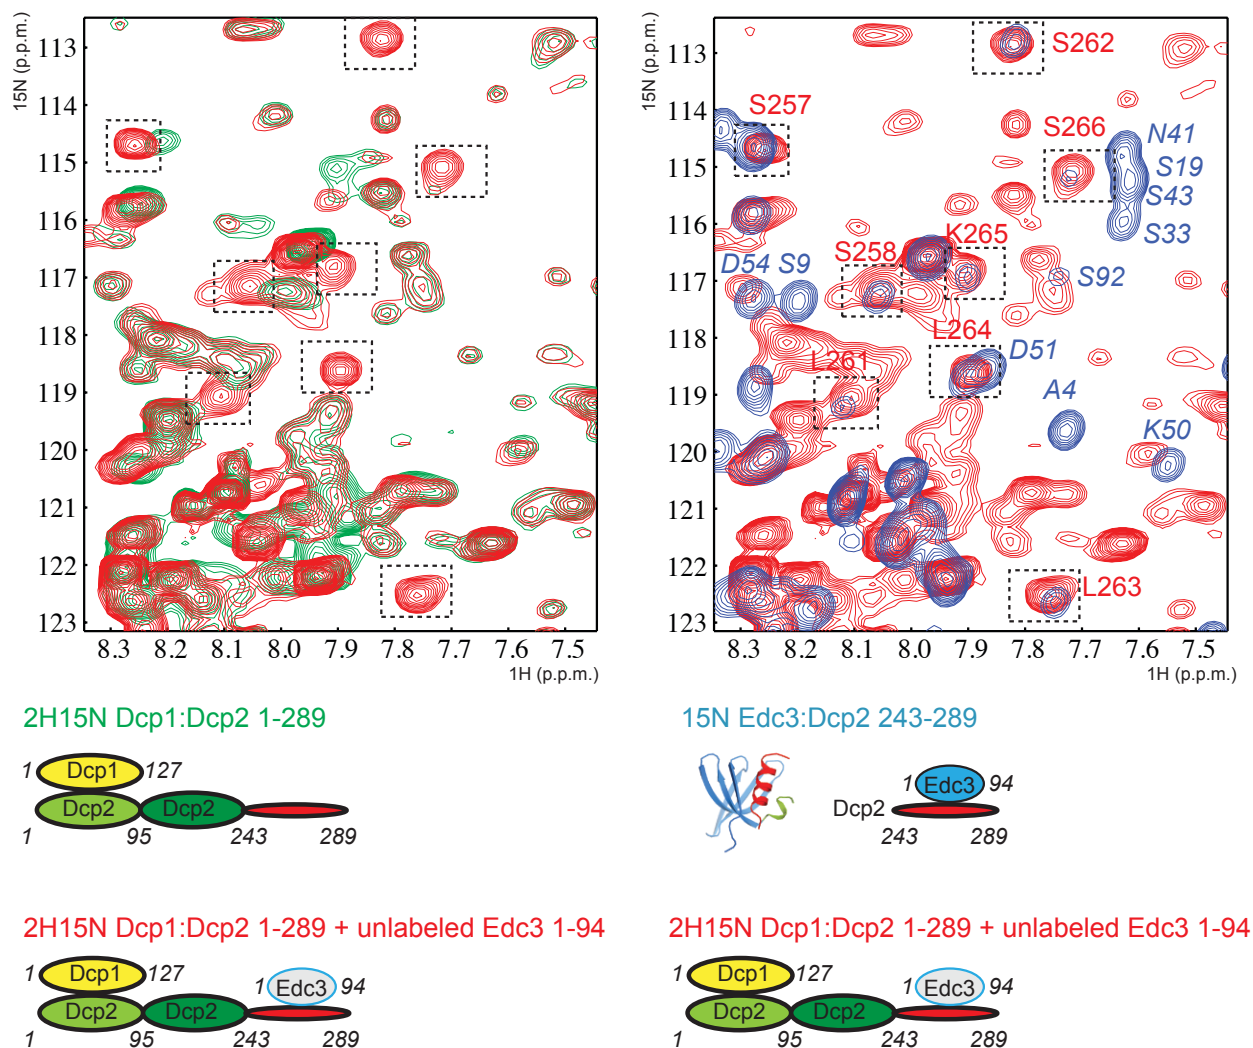 113
114
115
116
117
118
119
120
121
122
123
15N (p.p.m.)
8.3 8.2 8.1 8.0 7.9 7.8 7.7 7.6 7.5
1H (p.p.m.)
113
114
115
116
117
118
119
120
121
122
123
15N (p.p.m.)
S262
S257
S266
N41
S19
S43
S33
K265
S258
D54 S9
S92
L264
D51
L261
A4
K50
L263
8.3 8.2 8.1 8.0 7.9 7.8 7.7 7.6 7.5
1H (p.p.m.)
2H15N Dcp1:Dcp2 1-289
1 Dcp1 127
Dcp2 Dcp2
1 95 243 289
15N Edc3:Dcp2 243-289
1 Edc3 94
Dcp2
243 289
2H15N Dcp1:Dcp2 1-289 + unlabeled Edc3 1-94
1 Dcp1 127 1 Edc3 94
Dcp2 Dcp2
1 95 243 289
2H15N Dcp1:Dcp2 1-289 + unlabeled Edc3 1-94
1 Dcp1 127 1 Edc3 94
Dcp2 Dcp2
1 95 243 289